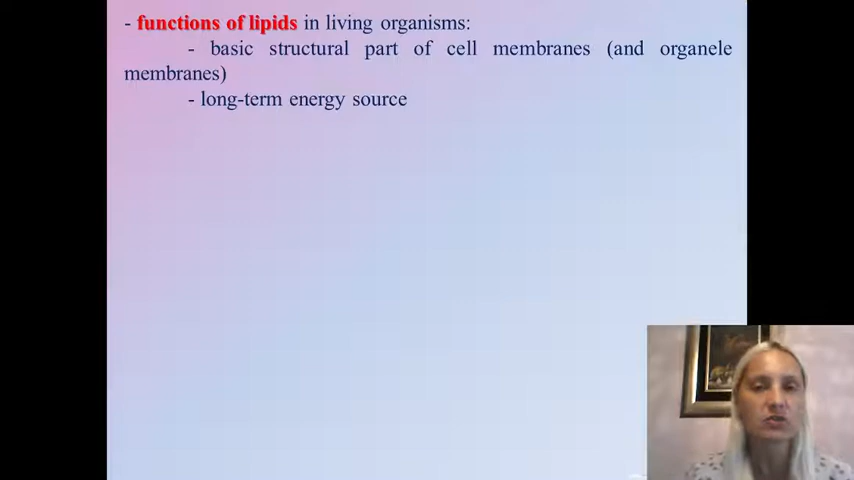 - functions of lipids in living organisms:
- basic structural part of cell membranes (and organele
membranes)
- long-term energy source